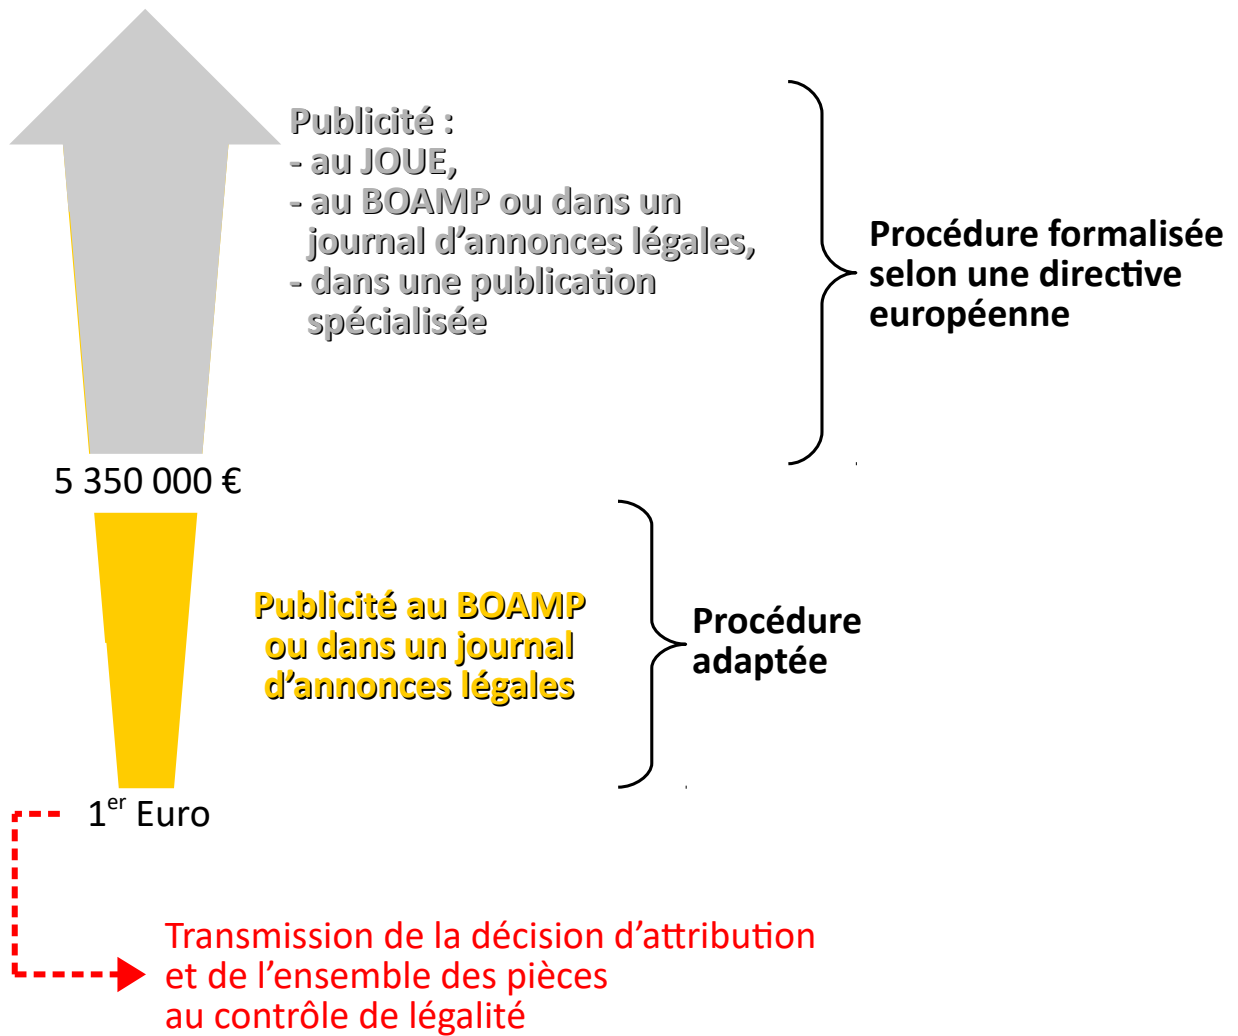 Publicité :
- au JOUE,
- au BOAMP ou dans un
journal d’annonces légales,
- dans une publication
spécialisée
Procédure formalisée
selon une directive
européenne
5 350 000 €
Publicité au BOAMP
ou dans un journal
d’annonces légales
Procédure
adaptée
1er Euro
Transmission de la décision d’attribution
et de l’ensemble des pièces
au contrôle de légalité